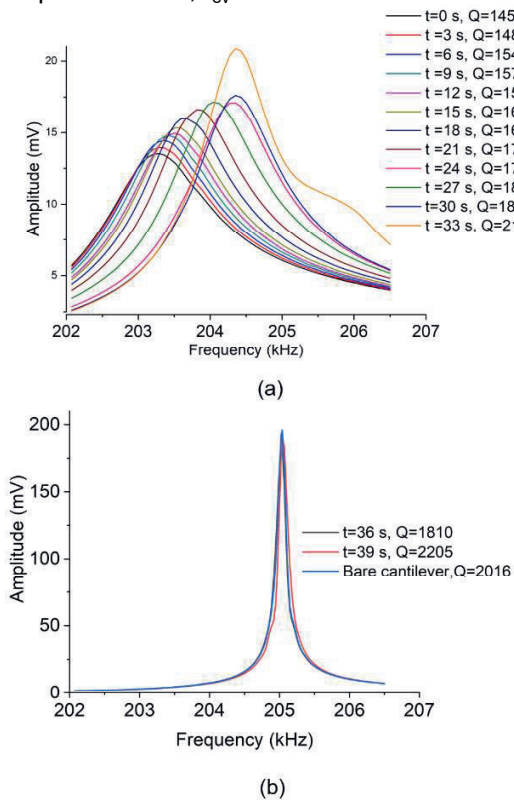 t=0 s, Q=145
t=3 s, Q=148
t =6 s, Q=154
t =9 s, Q=157
t =12 s, Q=15
t =15 s, Q=16
t =18 s, Q=16
t =21 s, Q=17
t =24 s, Q=17
t =27 s, Q=18
t=30 s, Q=18
t =33 s, Q=21
20
15
10
5
Amplitude (mV)
202 203 204 205 206 207
Frequency (kHz)
(a)
200
150
100
50
0
Amplitude (mV)
t=36 s, Q=1810
t=39 s, Q=2205
Bare cantilever,Q=2016
202 203 204 205 206 207
Frequency (kHz)
(b)